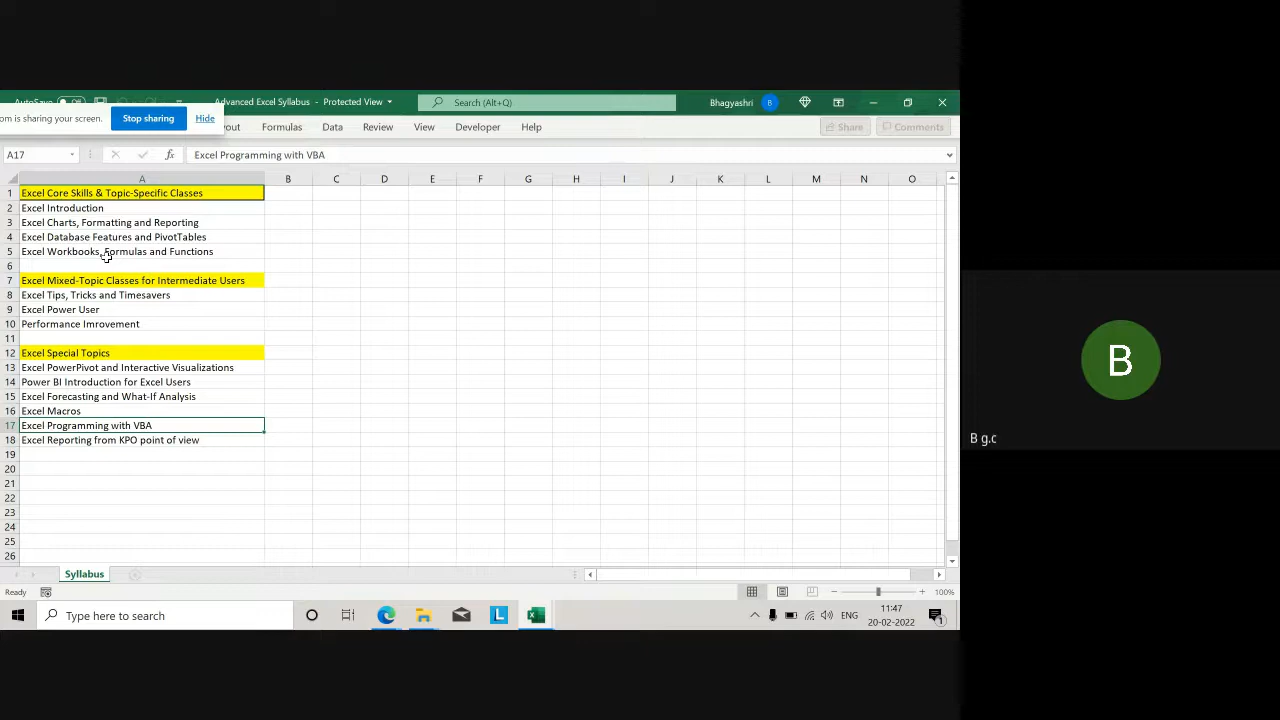 AutoSave Off
Advanced Excel Syllabus - Protected View
Search (Alt+Q)
Bhagyashri B
om is sharing your screen. Stop sharing Hide
out Formulas Data Review View Developer Help
Share Comments
A17 fx Excel Programming with VBA
A B C D E F G H I J K L M N O
1 Excel Core Skills & Topic-Specific Classes
2 Excel Introduction
3 Excel Charts, Formatting and Reporting
4 Excel Database Features and PivotTables
5 Excel Workbooks, Formulas and Functions
6
7 Excel Mixed-Topic Classes for Intermediate Users
8 Excel Tips, Tricks and Timesavers
9 Excel Power User
10 Performance Imrovement
11
12 Excel Special Topics
13 Excel PowerPivot and Interactive Visualizations
14 Power BI Introduction for Excel Users
15 Excel Forecasting and What-If Analysis
16 Excel Macros
17 Excel Programming with VBA
18 Excel Reporting from KPO point of view
19
20
21
22
23
24
25
26
Syllabus
Ready
100%
Type here to search
L
ENG
11:47
20-02-2022
1
B
B g.c